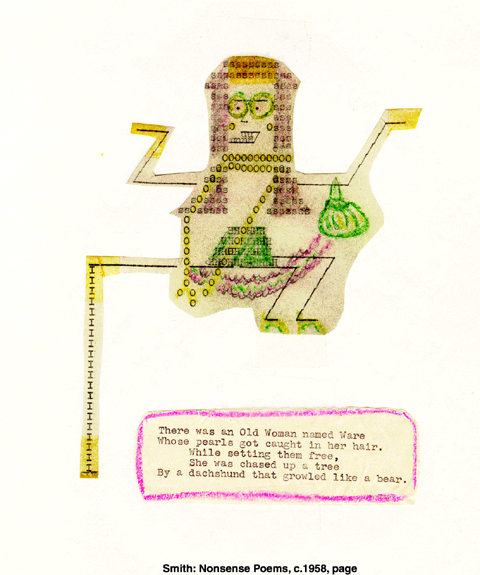 There was an Old Woman named Ware
Whose pearls got caught in her hair.
While setting them free,
She was chased up a tree
By a dachshund that growled like a bear.
Smith: Nonsense Poems, c.1958, page